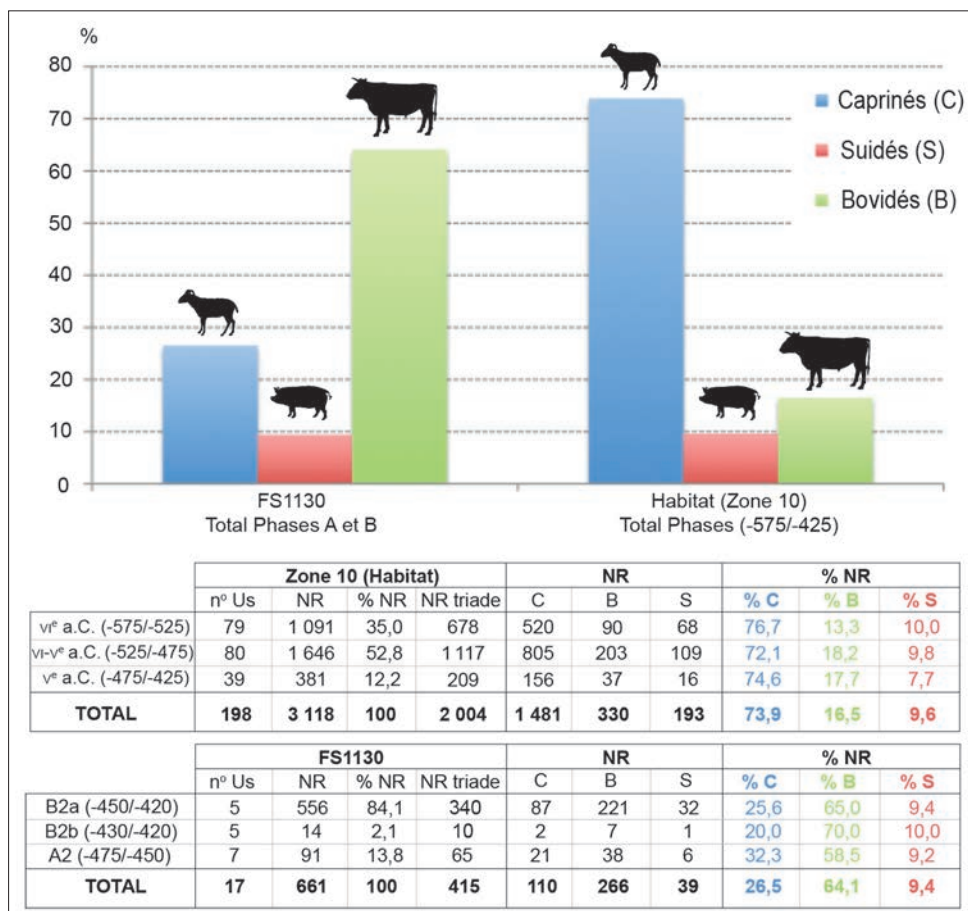 %
80
70
60
50
40
30
20
10
0
Caprinés (C)
Suidés (S)
Bovidés (B)
FS1130
Total Phases A et B
Habitat (Zone 10)
Total Phases (-575/-425)
Zone 10 (Habitat) NR % NR
nº Us NR % NR NR triade C B S % C % B % S
VIᵉ a.C. (-575/-525) 79 1 091 35,0 678 520 90 68 76,7 13,3 10,0
VI-Vᵉ a.C. (-525/-475) 80 1 646 52,8 1 117 805 203 109 72,1 18,2 9,8
Vᵉ a.C. (-475/-425) 39 381 12,2 209 156 37 16 74,6 17,7 7,7
TOTAL 198 3 118 100 2 004 1 481 330 193 73,9 16,5 9,6
FS1130 NR % NR
nº Us NR % NR NR triade C B S % C % B % S
B2a (-450/-420) 5 556 84,1 340 87 221 32 25,6 65,0 9,4
B2b (-430/-420) 5 14 2,1 10 2 7 1 20,0 70,0 10,0
A2 (-475/-450) 7 91 13,8 65 21 38 6 32,3 58,5 9,2
TOTAL 17 661 100 415 110 266 39 26,5 64,1 9,4